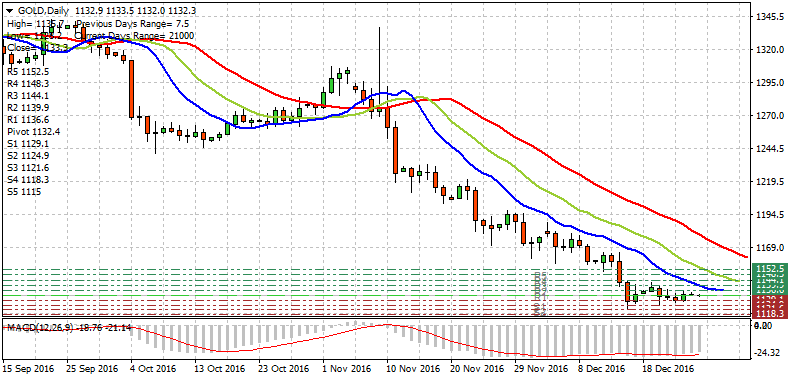 GOLD,Daily 1132.9 1133.5 1132.0 1132.3
High= 1135.7 Previous Days Range= 7.5
Current Days Range= 21000
Close= 1133.3
R5 1152.5
R4 1148.3
R3 1144.1
R2 1139.9
R1 1136.6
Pivot 1132.4
S1 1129.1
S2 1124.9
S3 1121.6
S4 1118.3
S5 1115
1345.5
1320.0
1295.0
1270.0
1244.5
1219.5
1194.5
1169.0
1152.5
1118.3
MACD(12,26,9) -18.76 -21.14
-24.32
15 Sep 2016 25 Sep 2016 4 Oct 2016 13 Oct 2016 23 Oct 2016 1 Nov 2016 10 Nov 2016 20 Nov 2016 29 Nov 2016 8 Dec 2016 18 Dec 2016